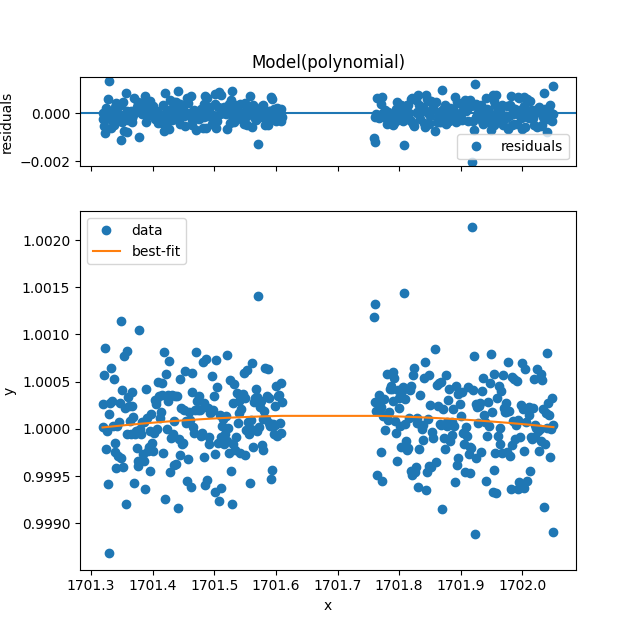 Model(polynomial)
residuals
0.000
−0.002
residuals
y
1.0020
1.0015
1.0010
1.0005
1.0000
0.9995
0.9990
data
best-fit
1701.3 1701.4 1701.5 1701.6 1701.7 1701.8 1701.9 1702.0
x